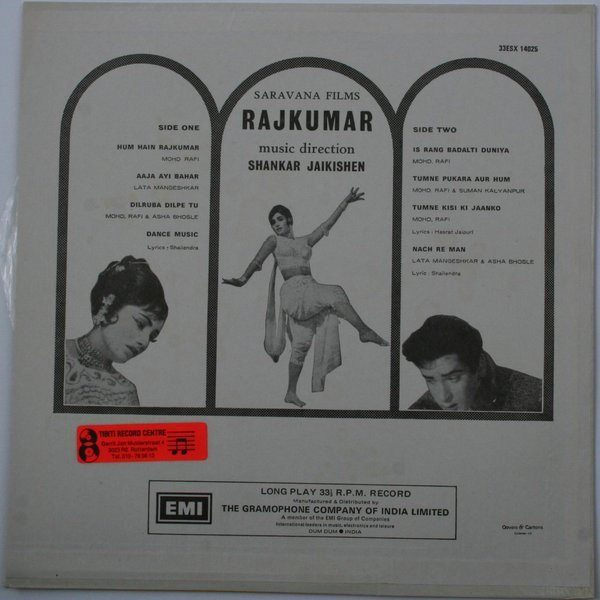 33ESX 14025
SARAVANA FILMS
RAJKUMAR
music direction
SHANKAR JAIKISHEN
SIDE ONE
HUM HAIN RAJKUMAR
MOHD. RAFI
AAJA AYI BAHAR
LATA MANGESHKAR
DILRUBA DILPE TU
MOHD. RAFI & ASHA BHOSLE
DANCE MUSIC
Lyrics : Shailendra
SIDE TWO
IS RANG BADALTI DUNIYA
MOHD. RAFI
TUMNE PUKARA AUR HUM
MOHD. RAFI & SUMAN KALYANPUR
TUMNE KISI KI JAANKO
MOHD. RAFI
Lyrics : Hasrat Jaipuri
NACH RE MAN
LATA MANGESHKAR & ASHA BHOSLE
Lyric : Shailendra
RECORD CENTRE
Gerrit Jan Mulderstraat
Rotterdam
EMI
LONG PLAY 33⅓ R.P.M. RECORD
Manufactured & Distributed by
THE GRAMOPHONE COMPANY OF INDIA LIMITED
A member of the EMI Group of Companies
International leaders in music, electronics and leisure
DUM DUM ● INDIA